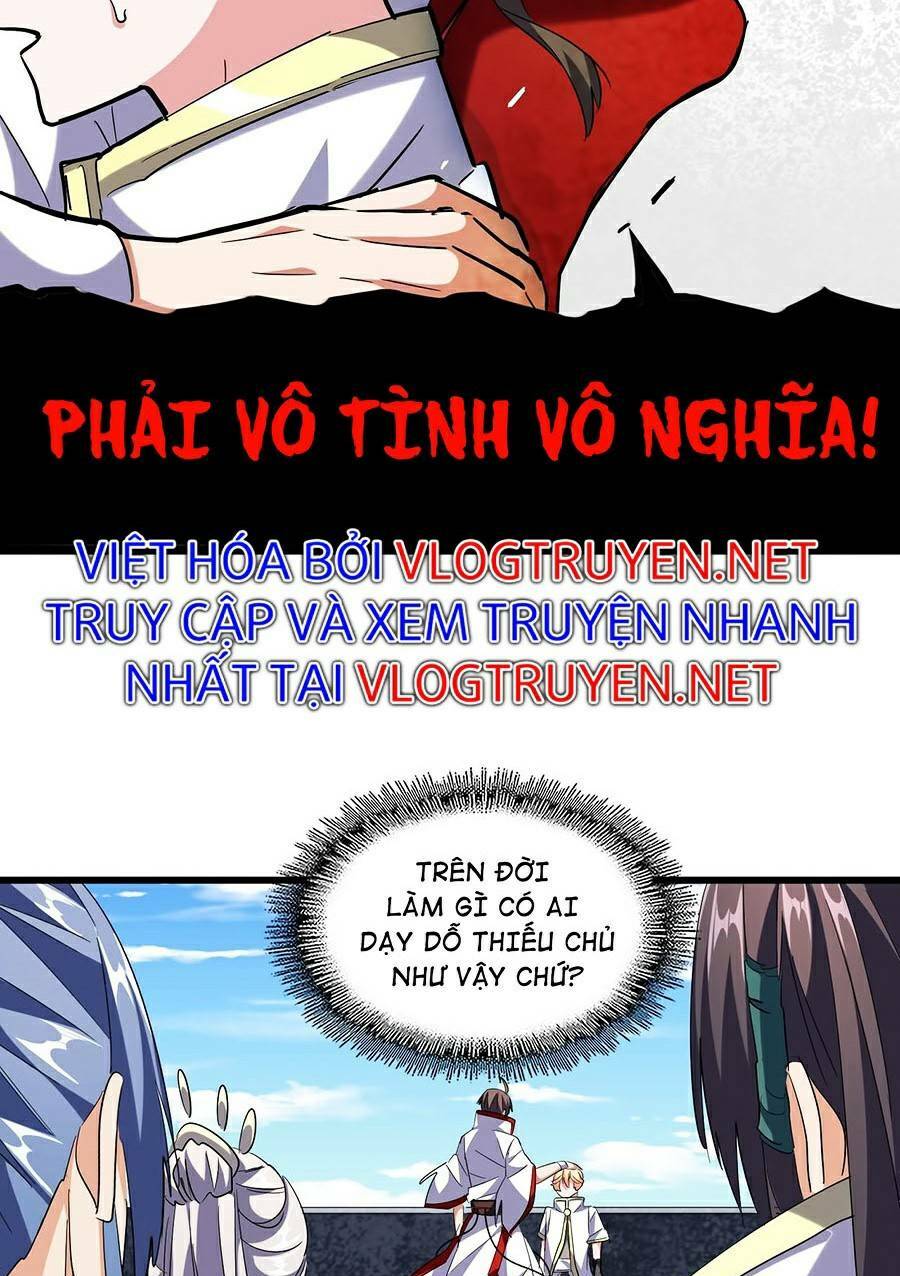 PHẢI VÔ TÌNH VÔ NGHĨA!
VIỆT HÓA BỞI VLOGTRUYEN.NET
TRUY CẬP VÀ XEM TRUYỆN NHANH
NHẤT TẠI VLOGTRUYEN.NET
TRÊN ĐỜI
LÀM GÌ CÓ AI
DẠY DỖ THIẾU CHỦ
NHƯ VẬY CHỨ?